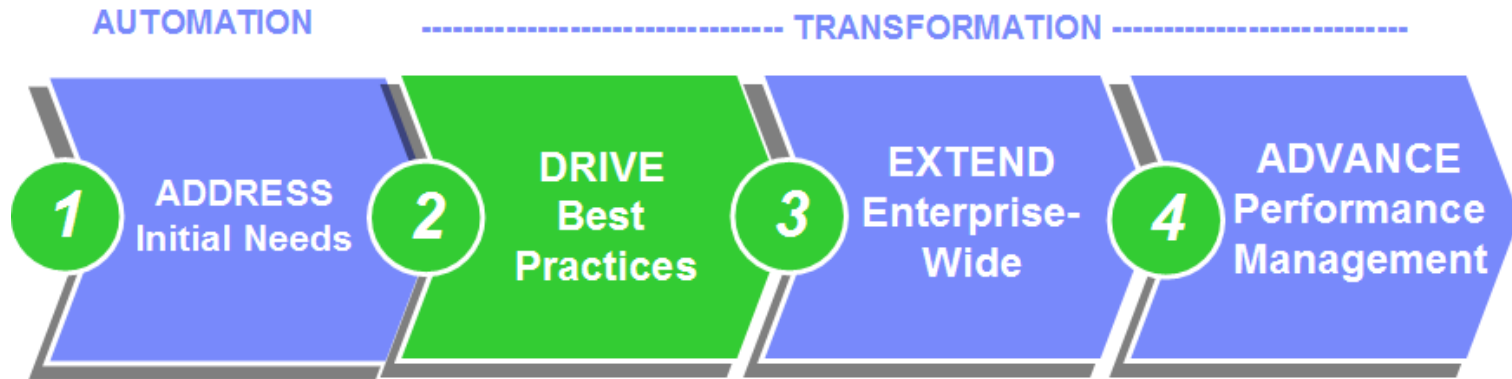 AUTOMATION
--------------------------------- TRANSFORMATION ---------------------------
1
ADDRESS
Initial Needs
2
DRIVE
Best
Practices
3
EXTEND
Enterprise-
Wide
4
ADVANCE
Performance
Management